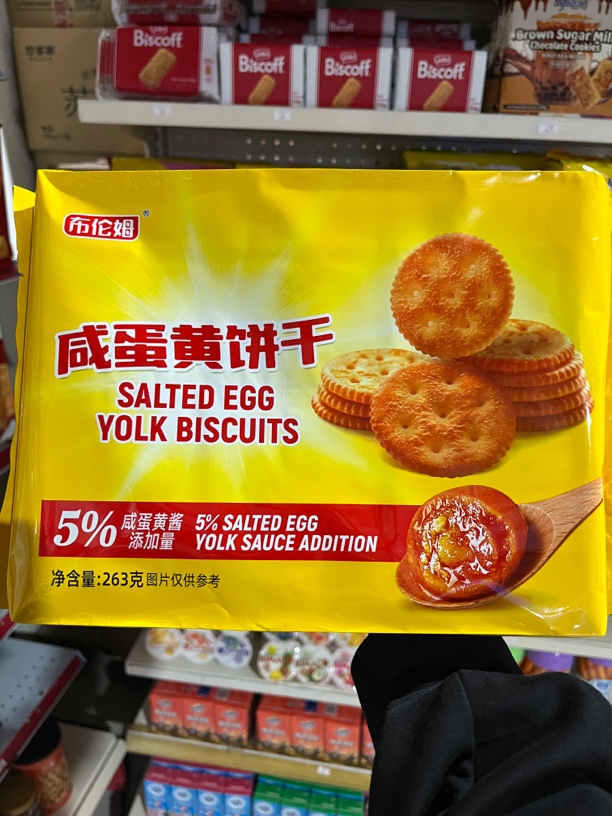 Biscoff
Biscoff
Biscoff
Biscoff
Brown Sugar Mil
Chocolate Cookies
布伦姆®
咸蛋黄饼干
SALTED EGG
YOLK BISCUITS
5%
咸蛋黄酱
添加量
5% SALTED EGG
YOLK SAUCE ADDITION
净含量:263克 图片仅供参考